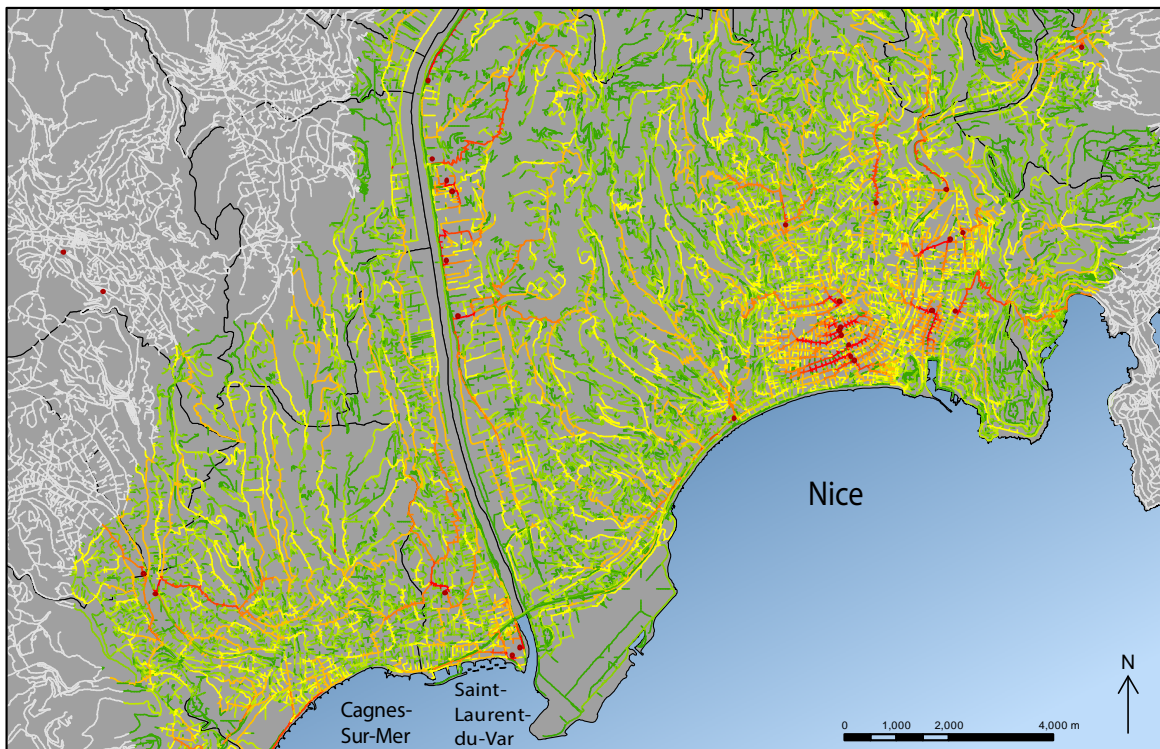 Nice
N
Cagnes-
Sur-Mer
Saint-
Laurent-
du-Var
0 1,000 2,000 4,000 m